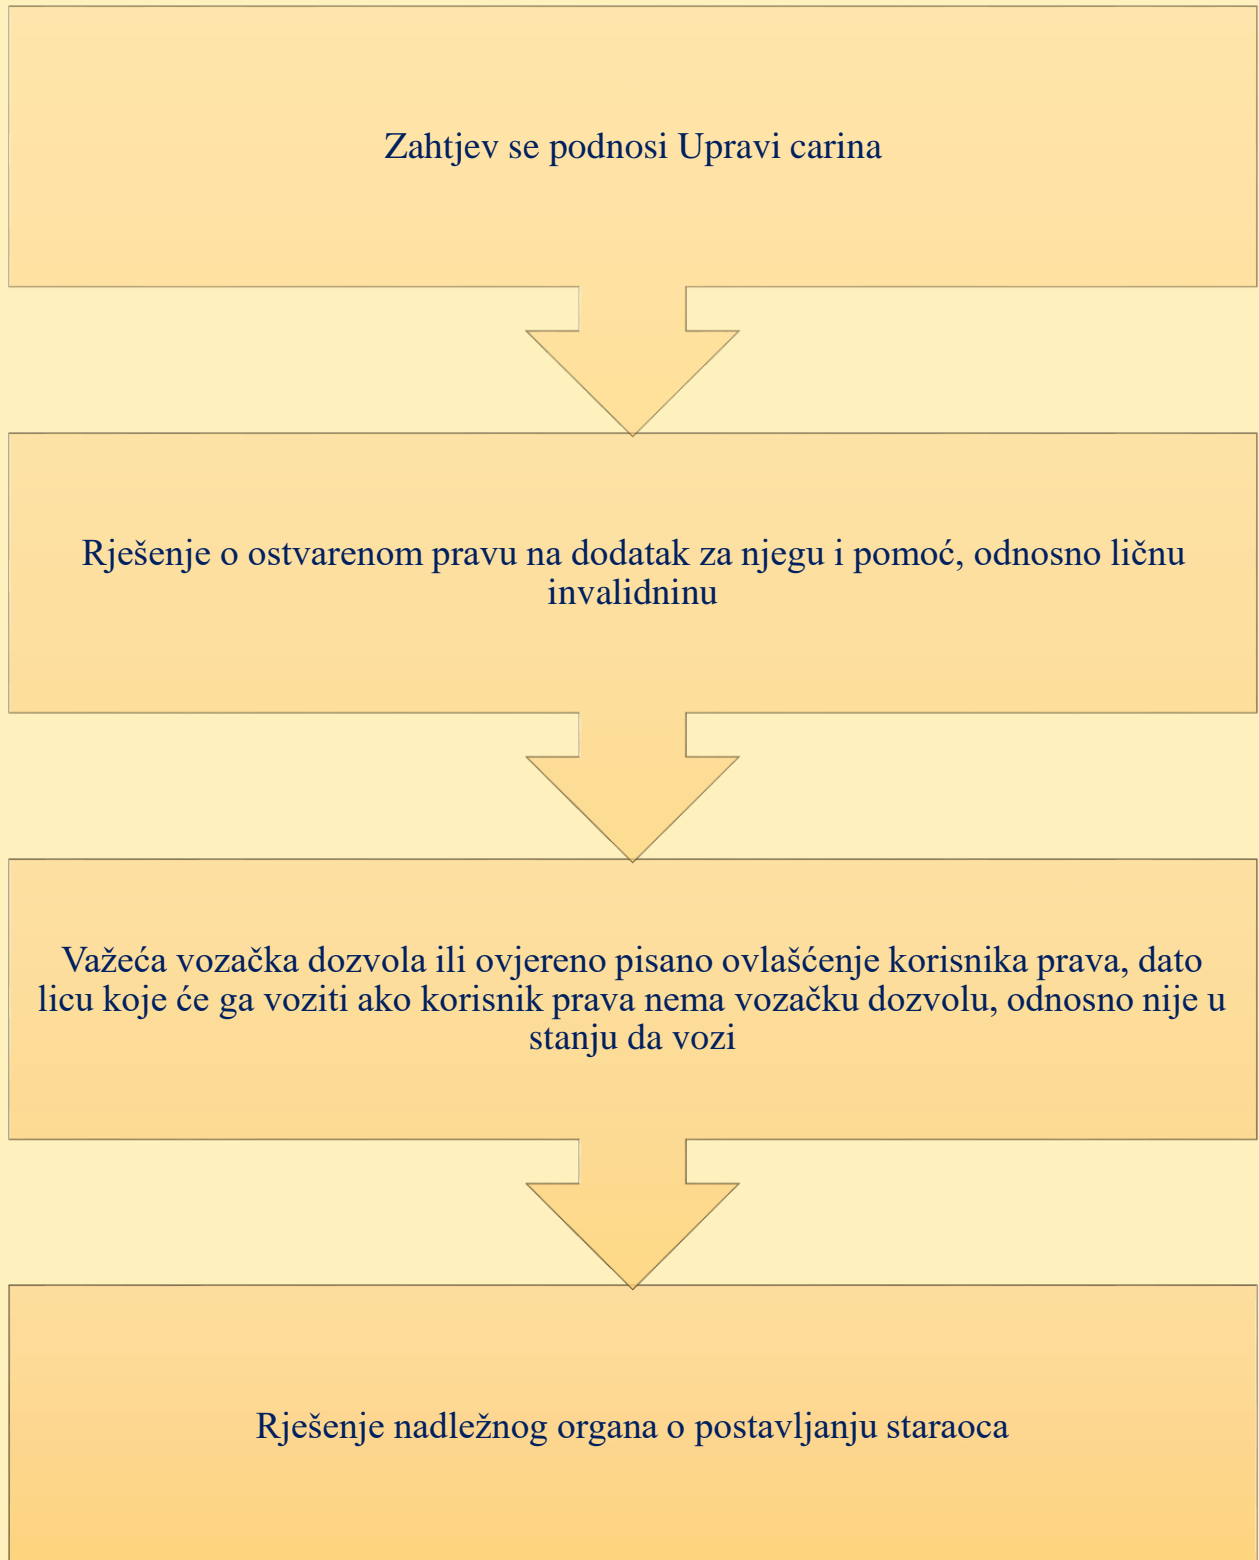 Zahtjev se podnosi Upravi carina
Rješenje o ostvarenom pravu na dodatak za njegu i pomoć, odnosno ličnu
invalidninu
Važeća vozačka dozvola ili ovjereno pisano ovlašćenje korisnika prava, dato
licu koje će ga voziti ako korisnik prava nema vozačku dozvolu, odnosno nije u
stanju da vozi
Rješenje nadležnog organa o postavljanju staraoca